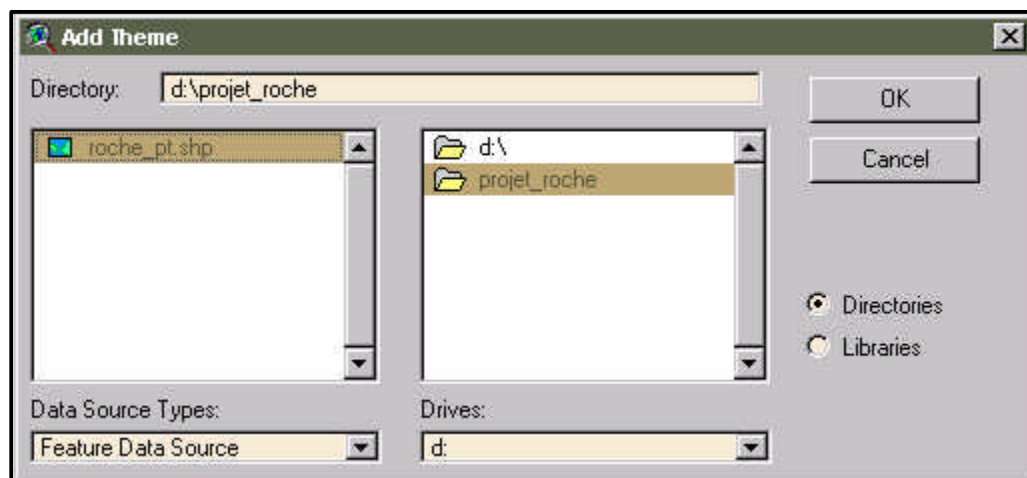 Add Theme
Directory: d:\projet_roche
OK
Cancel
roche_pt.shp
d:\
projet_roche
Directories
Libraries
Data Source Types:
Feature Data Source
Drives:
d: